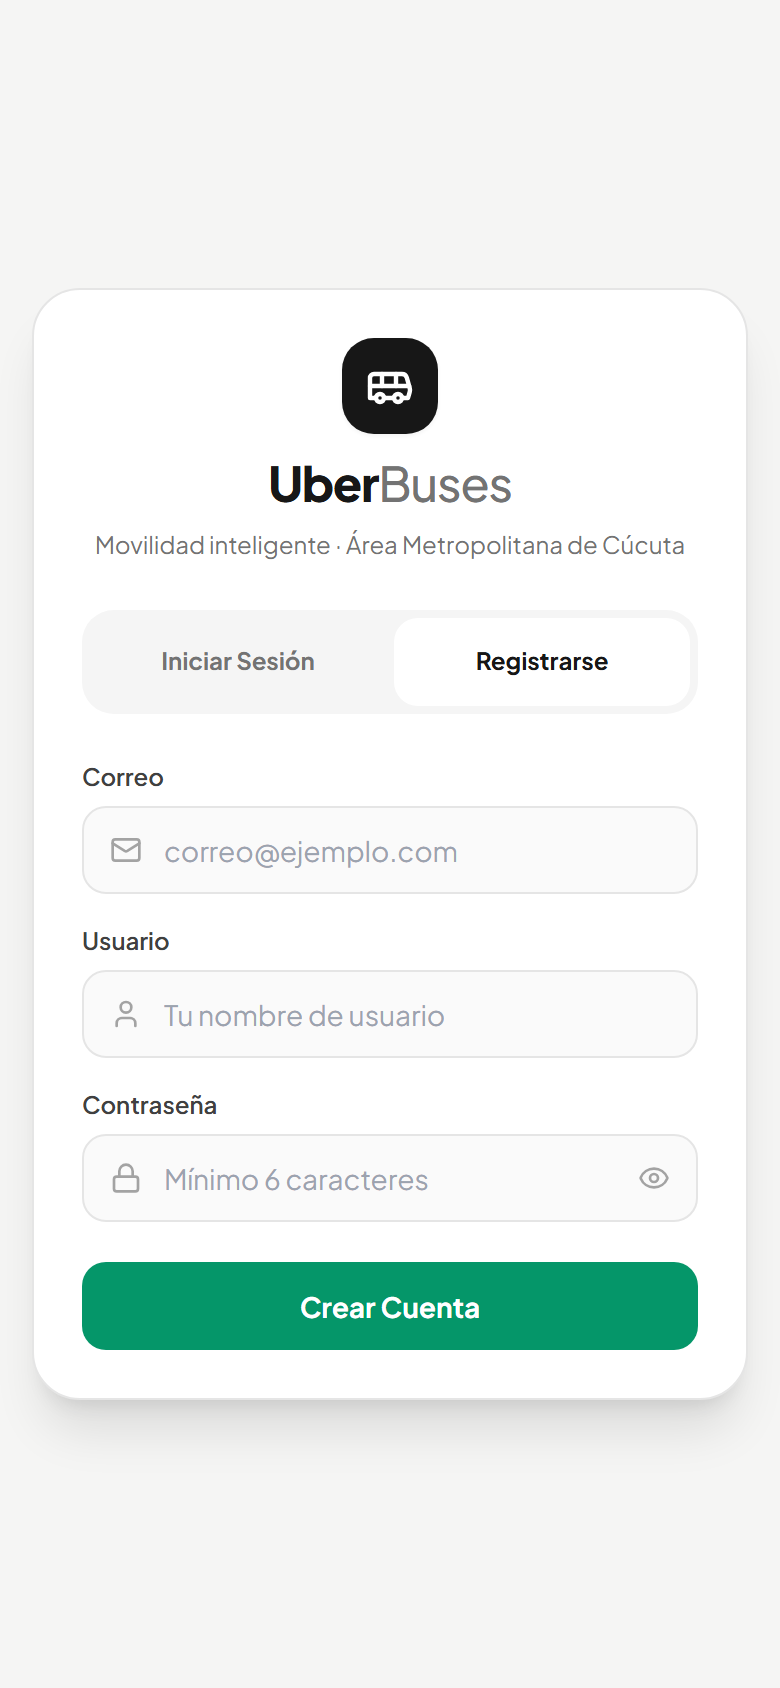 UberBuses
Movilidad inteligente · Área Metropolitana de Cúcuta
Iniciar Sesión
Registrarse
Correo
correo@ejemplo.com
Usuario
Tu nombre de usuario
Contraseña
Mínimo 6 caracteres
Crear Cuenta